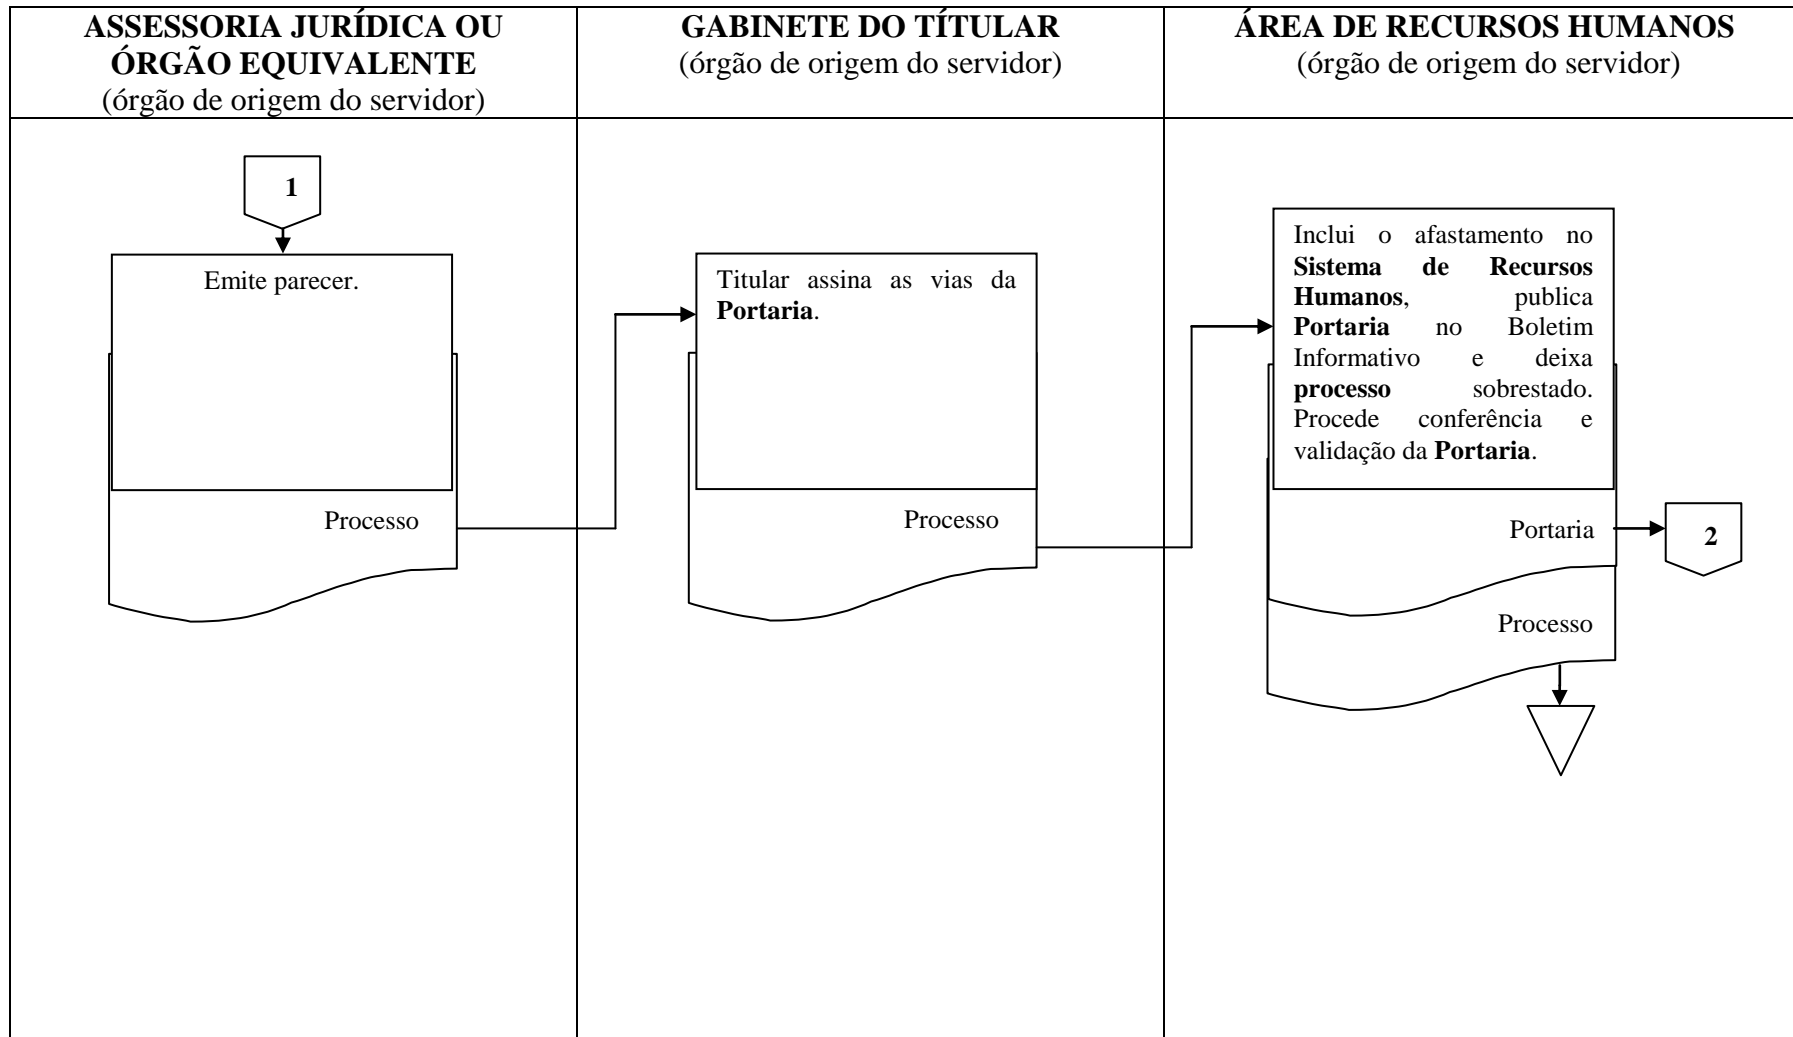 ASSESSORIA JURÍDICA OU
ÓRGÃO EQUIVALENTE
(órgão de origem do servidor)
GABINETE DO TÍTULAR
(órgão de origem do servidor)
ÁREA DE RECURSOS HUMANOS
(órgão de origem do servidor)
1
Emite parecer.
Processo
Titular assina as vias da
Portaria.
Processo
Inclui o afastamento no
Sistema de Recursos
Humanos, publica
Portaria no Boletim
Informativo e deixa
processo sobrestado.
Procede conferência e
validação da Portaria.
Portaria
2
Processo